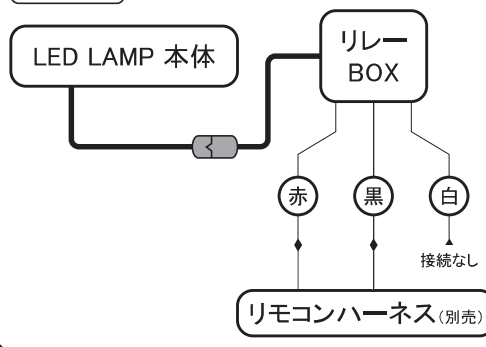 LED LAMP 本体
リレー
BOX
赤
黒
白
接続なし
リモコンハーネス(別売)